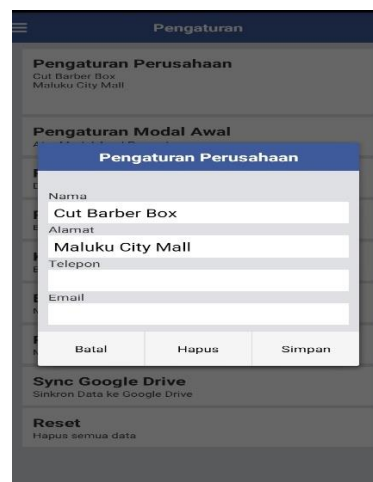 Pengaturan
Pengaturan Perusahaan
Cut Barber Box
Maluku City Mall
Pengaturan Modal Awal
Pengaturan Perusahaan
Nama
Cut Barber Box
Alamat
Maluku City Mall
Telepon
Email
Batal Hapus Simpan
Sync Google Drive
Sinkron Data ke Google Drive
Reset
Hapus semua data